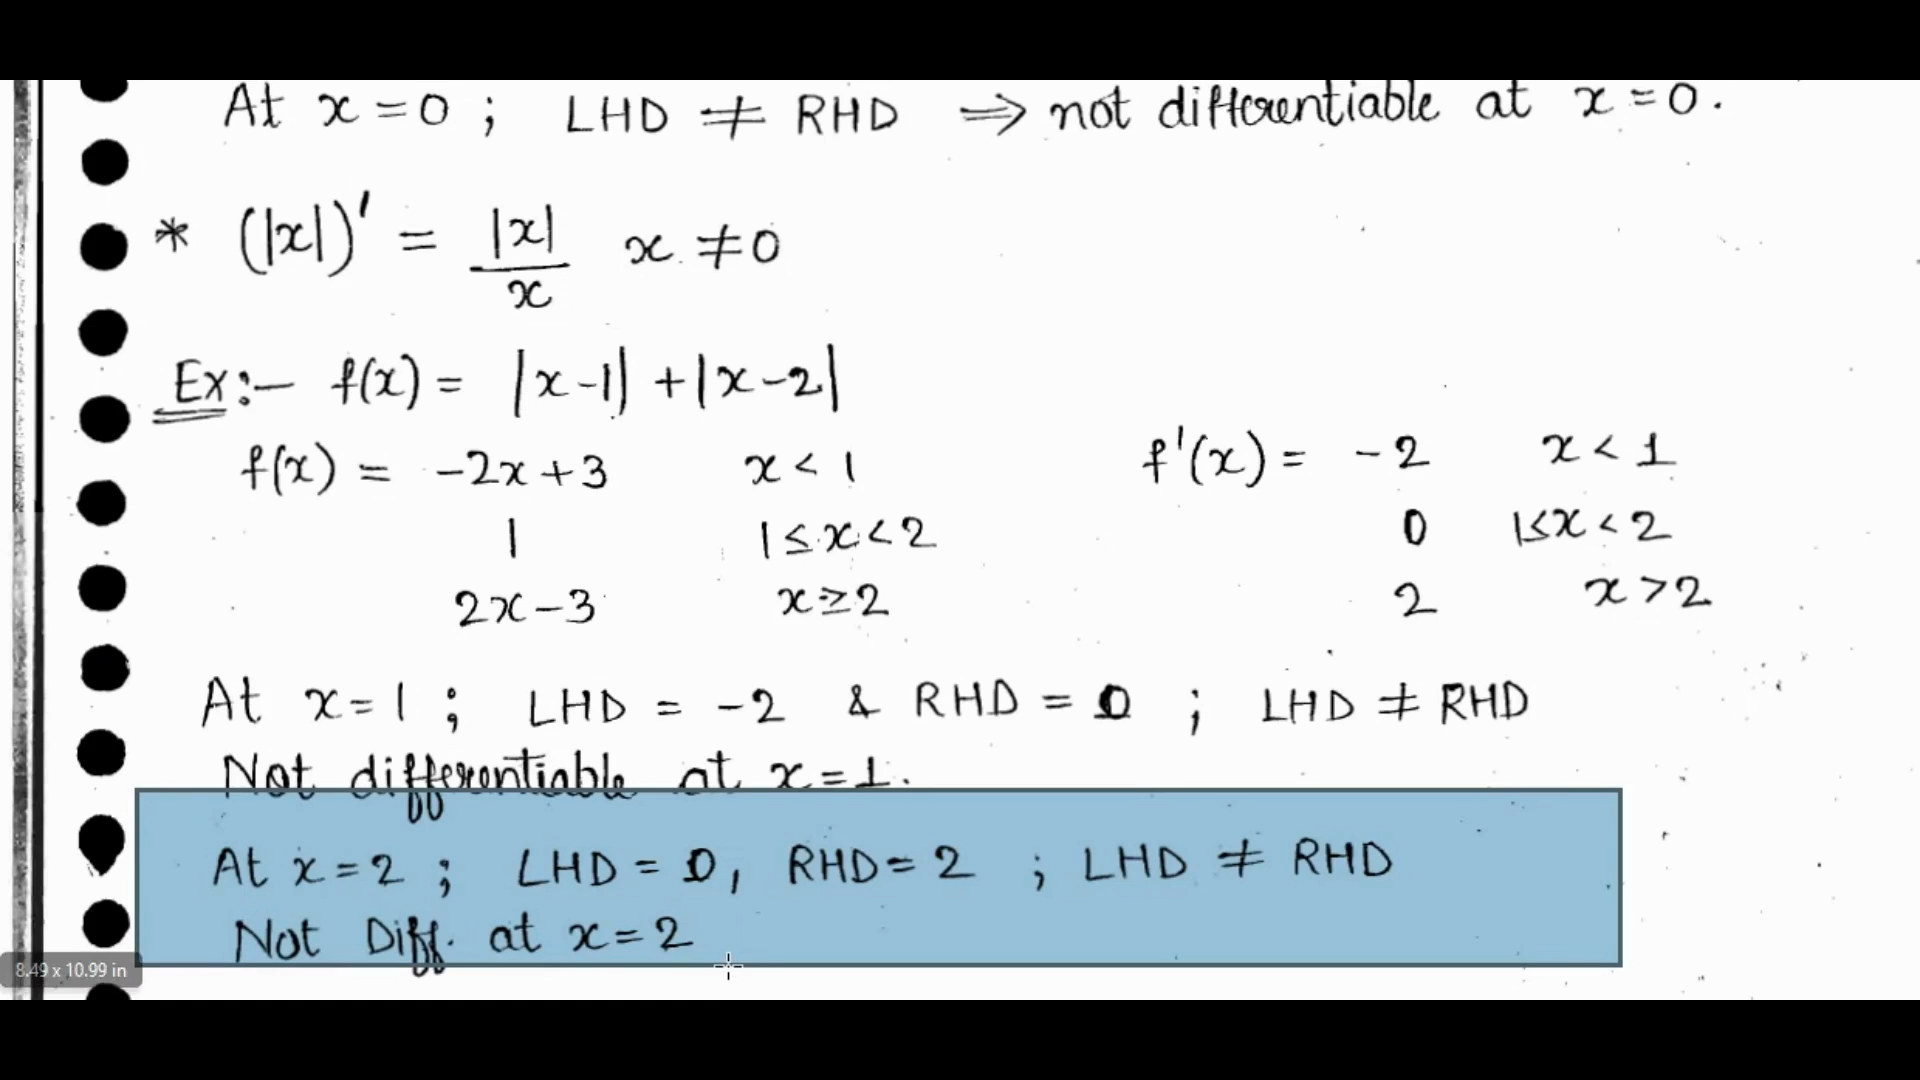 At x = 0 ; LHD ≠ RHD ⇒ not differentiable at x = 0.
* (|x|)' = |x|/x x ≠ 0
Ex:- f(x) = |x-1| + |x-2|
f(x) = -2x+3 x < 1 f'(x) = -2 x < 1
1 1 ≤ x < 2 0 1 ≤ x < 2
2x-3 x ≥ 2 2 x > 2
At x = 1 ; LHD = -2 & RHD = 0 ; LHD ≠ RHD
Not differentiable at x = 1.
At x = 2 ; LHD = 0, RHD = 2 ; LHD ≠ RHD
Not Diff. at x = 2
8.49 x 10.99 in